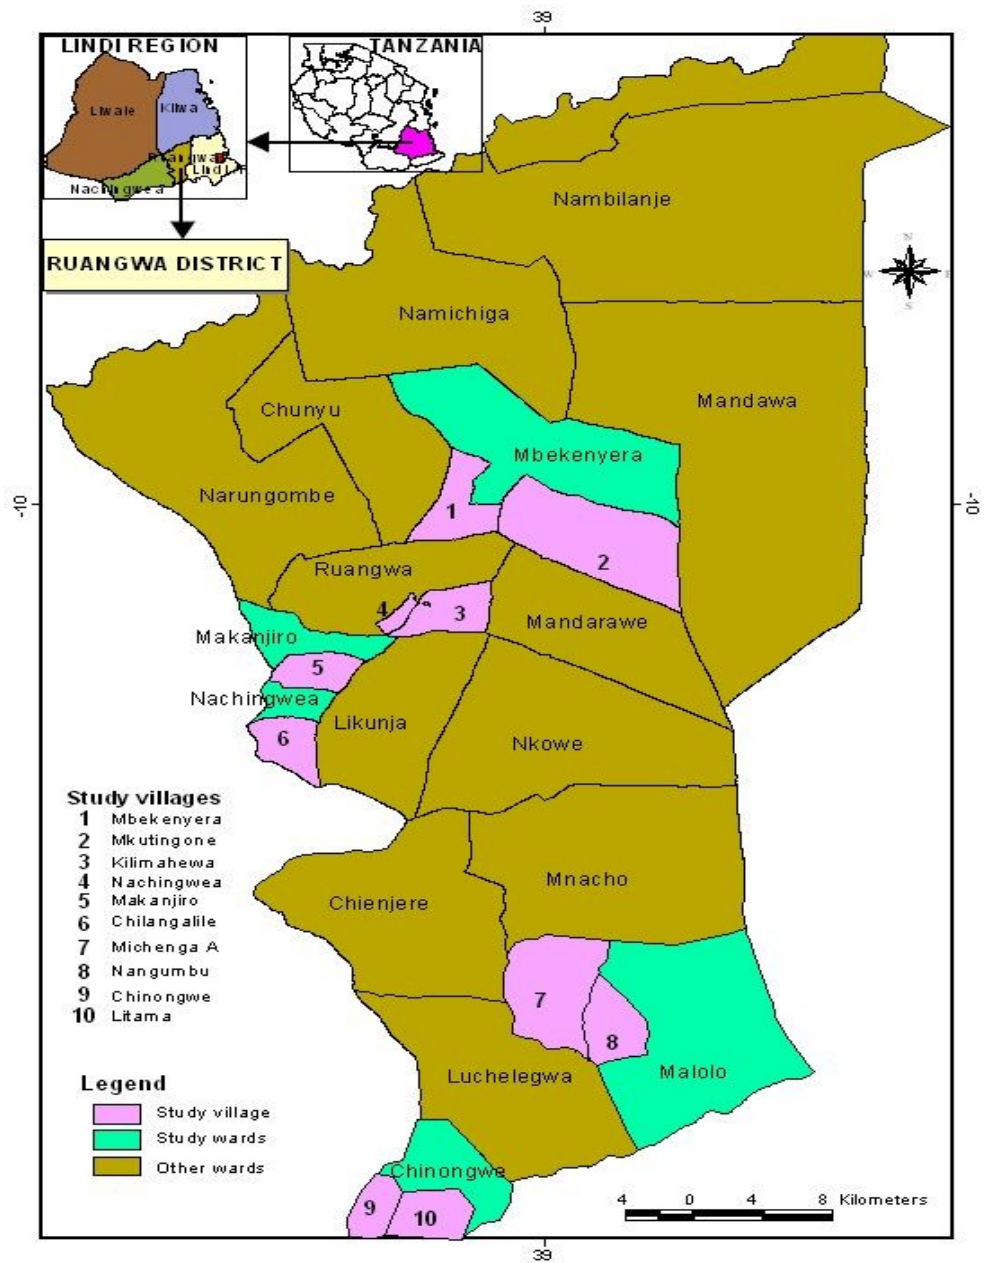 39
LINDI REGION
TANZANIA
Liwale
Kilwa
Ruangwa
Nachingwea
RUANGWA DISTRICT
N
W
E
S
Nambilanje
Namichiga
Mandawa
Chunyu
Mbekenyera
Narungombe
-10
-10
1
2
Ruangwa
4
3
Mandarawe
Makanjiro
5
Nachingwea
Likunja
6
Nkowe
Study villages
1 Mbekenyera
2 Mkutingone
3 Kilimahewa
4 Nachingwea
5 Makanjiro
6 Chilangalile
7 Michenga A
8 Nangumbu
9 Chinongwe
10 Litama
Mnacho
Chienjere
7
8
Malolo
Luchelegwa
Legend
Study village
Study wards
Other wards
Chinongwe
9
10
4 0 4 8 Kilometers
39